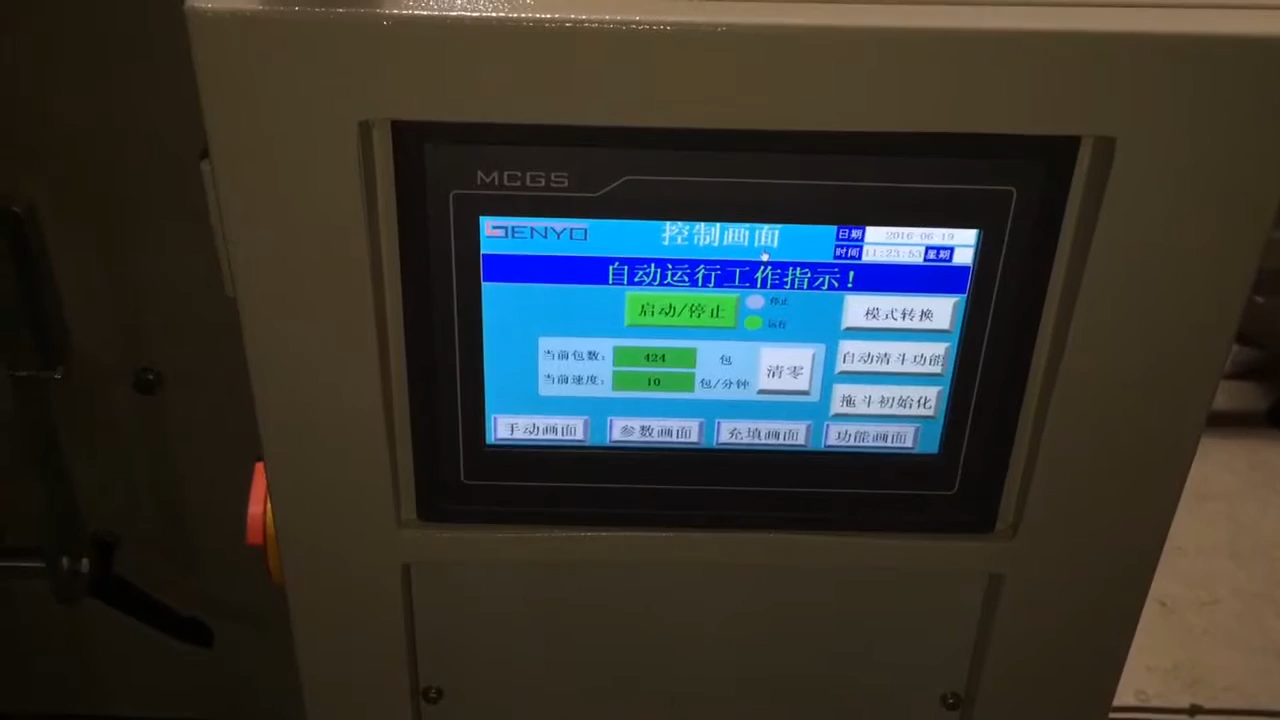 MCGS
GENYO
控制画面
日期 2016-06-19
时间 11:23:53 星期
自动运行工作指示!
启动/停止
停止
运行
模式转换
当前包数: 424 包
当前速度: 10 包/分钟
清零
自动清斗功能
拖斗初始化
手动画面 参数画面 充填画面 功能画面